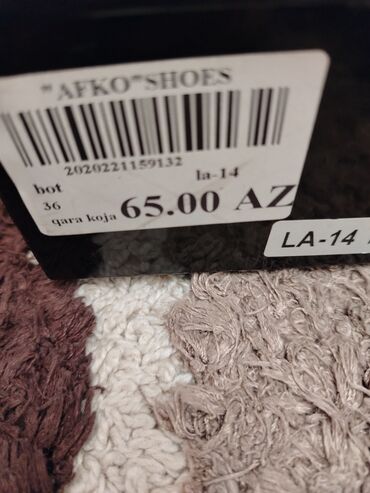 "AFKO"SHOES
2020221159132
bot la-14
36
qara koja 65.00 AZ
LA-14